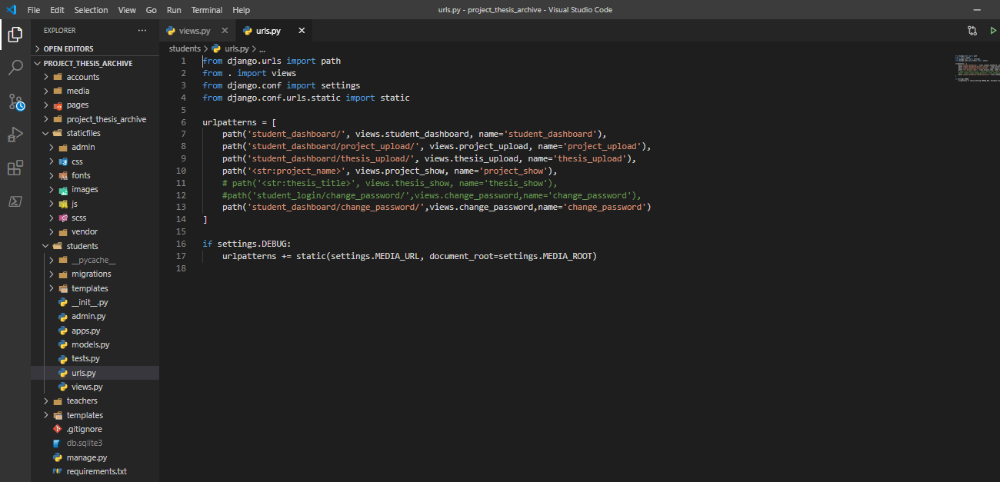 File Edit Selection View Go Run Terminal Help
urls.py - project_thesis_archive - Visual Studio Code
EXPLORER
...
OPEN EDITORS
PROJECT_THESIS_ARCHIVE
accounts
media
pages
project_thesis_archive
staticfiles
admin
css
fonts
images
js
scss
vendor
students
__pycache__
migrations
templates
__init__.py
admin.py
apps.py
models.py
tests.py
urls.py
views.py
teachers
templates
.gitignore
db.sqlite3
manage.py
requirements.txt
views.py
urls.py
students > urls.py > ...
1 from django.urls import path
2 from . import views
3 from django.conf import settings
4 from django.conf.urls.static import static
5
6 urlpatterns = [
7     path('student_dashboard/', views.student_dashboard, name='student_dashboard'),
8     path('student_dashboard/project_upload/', views.project_upload, name='project_upload'),
9     path('student_dashboard/thesis_upload/', views.thesis_upload, name='thesis_upload'),
10     path('<str:project_name>', views.project_show, name='project_show'),
11     # path('<str:thesis_title>', views.thesis_show, name='thesis_show'),
12     #path('student_login/change_password/',views.change_password,name='change_password'),
13     path('student_dashboard/change_password/',views.change_password,name='change_password')
14 ]
15
16 if settings.DEBUG:
17     urlpatterns += static(settings.MEDIA_URL, document_root=settings.MEDIA_ROOT)
18